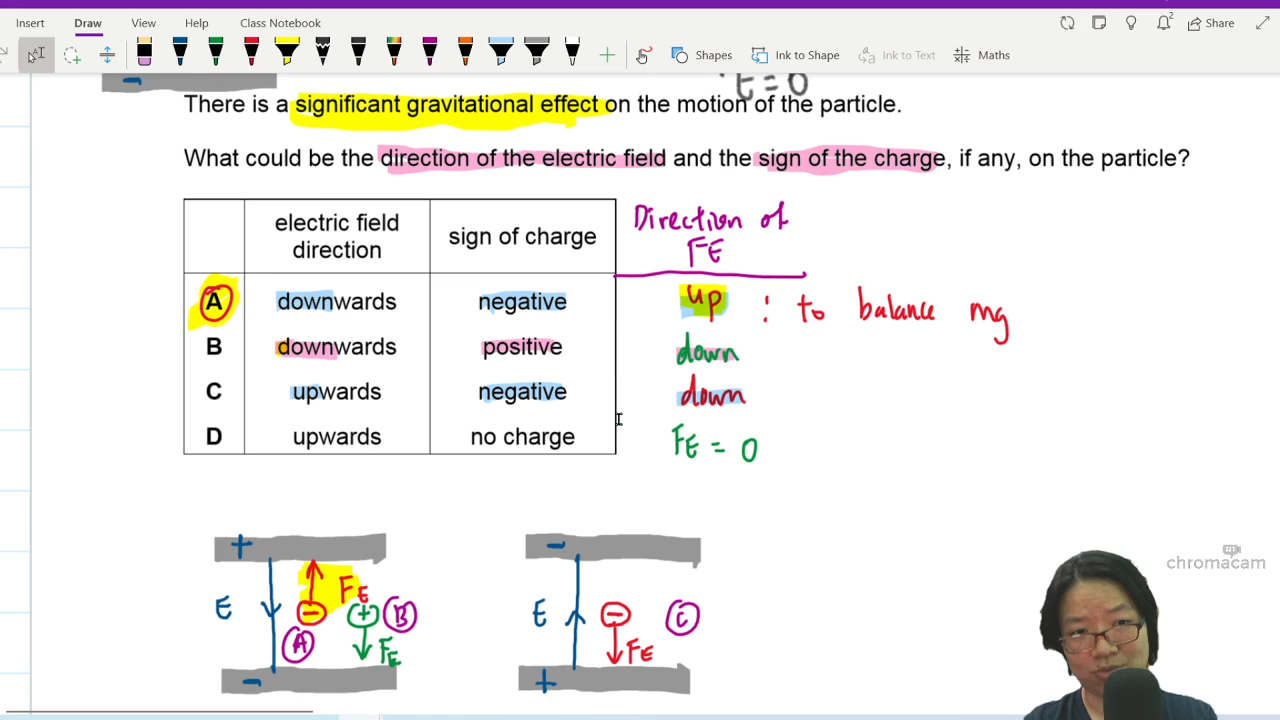 Insert Draw View Help Class Notebook
Share
Shapes Ink to Shape Ink to Text Maths
−
t = 0
There is a significant gravitational effect on the motion of the particle.
What could be the direction of the electric field and the sign of the charge, if any, on the particle?
electric field direction sign of charge Direction of FE
A downwards negative up : to balance mg
B downwards positive down
C upwards negative down
D upwards no charge FE = 0
+ −
chromacam
E − FE + B E − C
A FE FE
− +